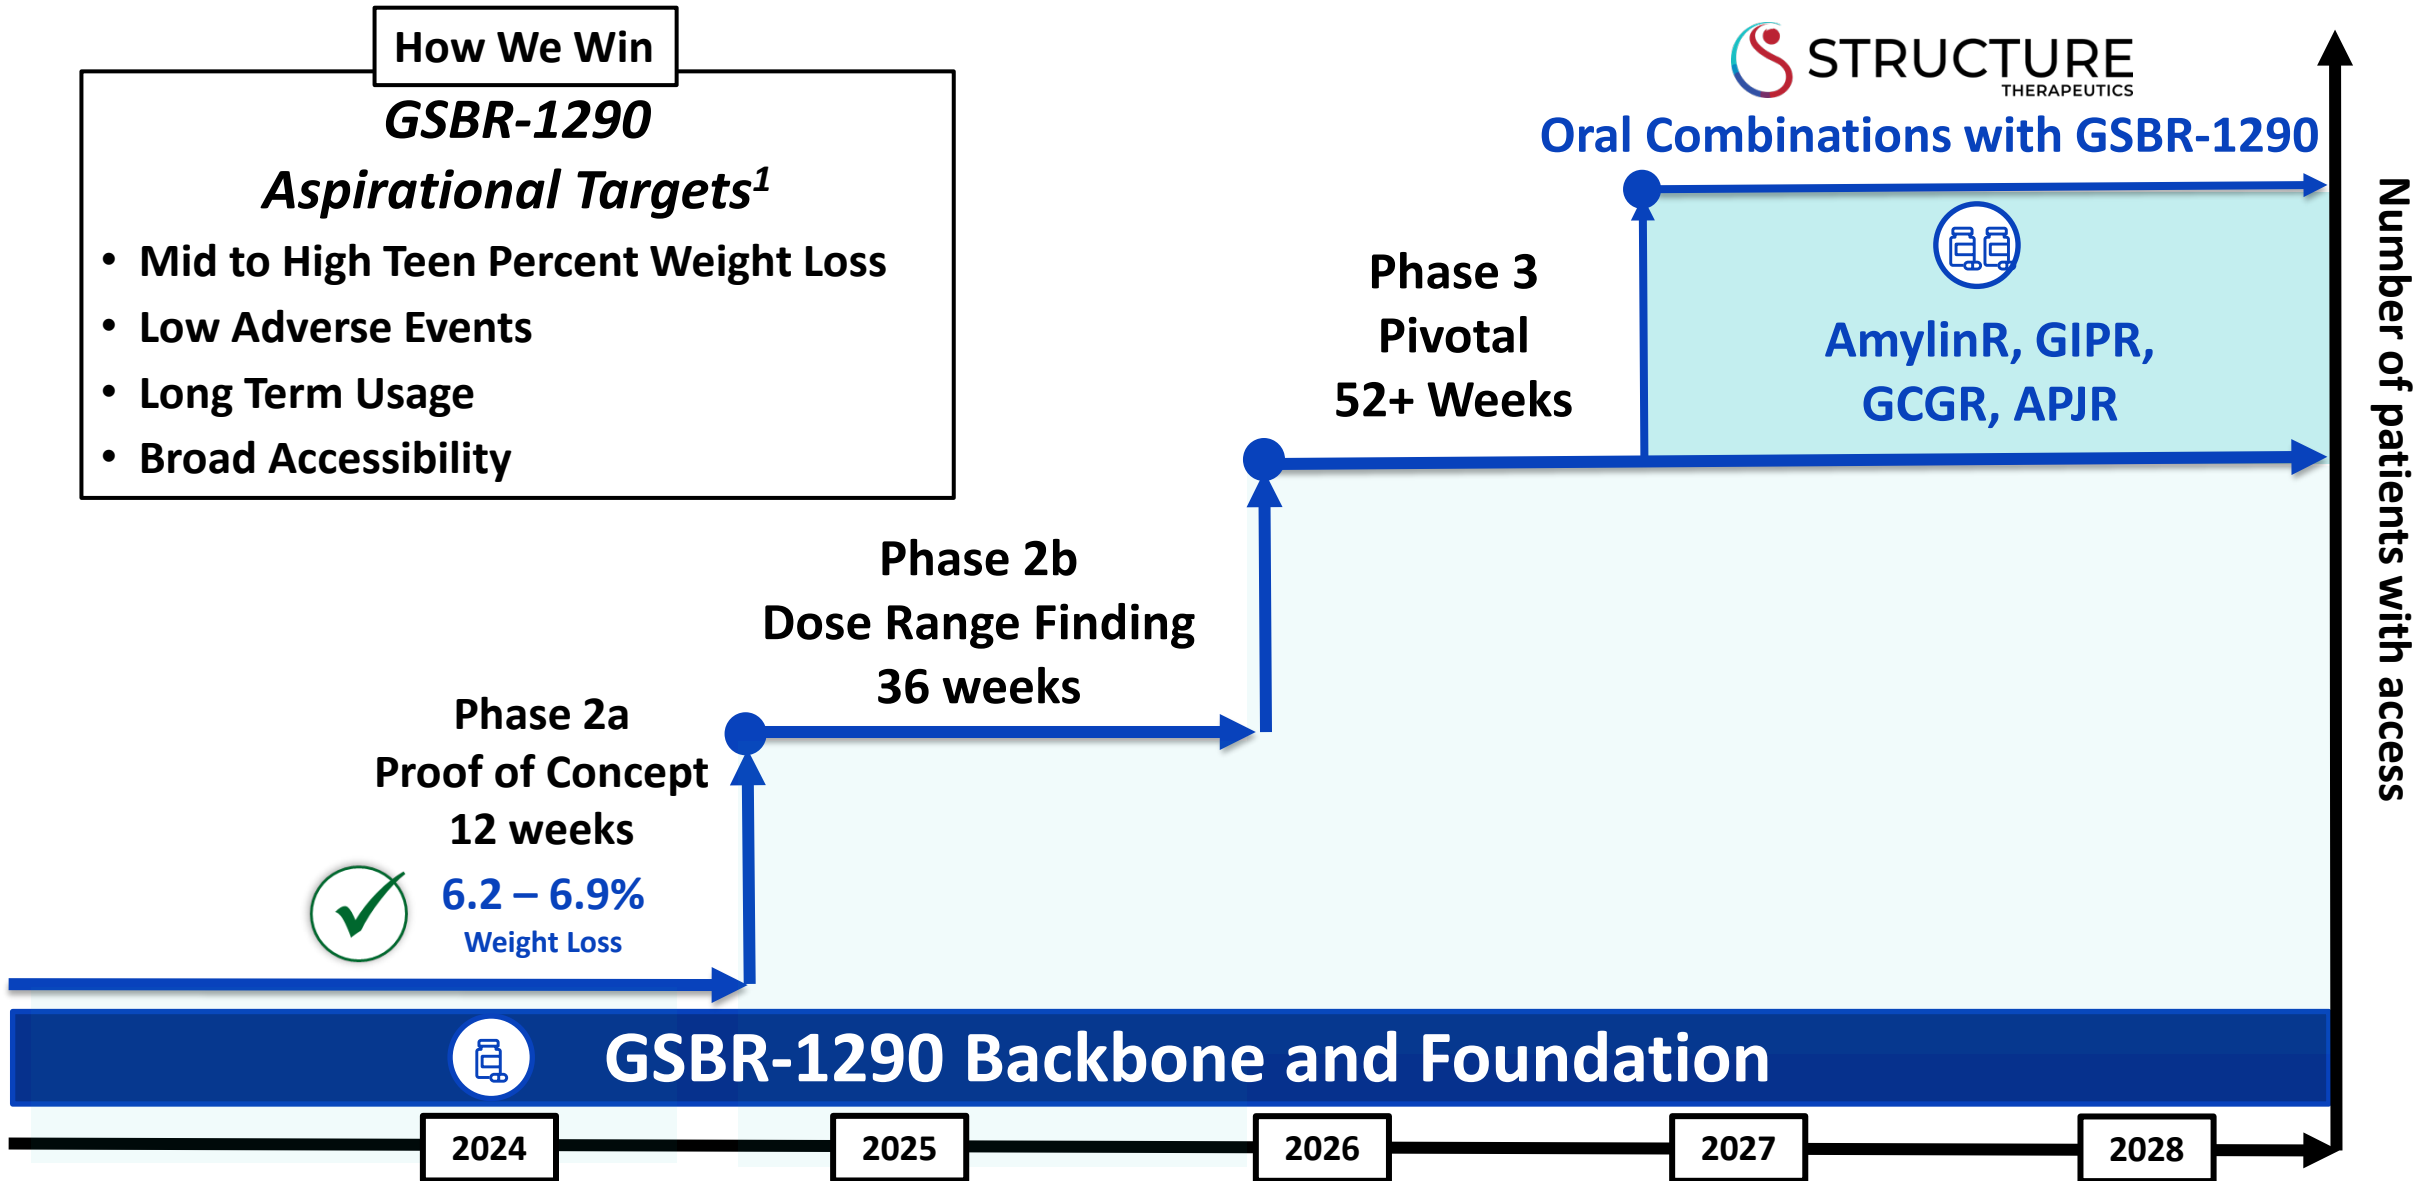 How We Win
GSBR-1290
Aspirational Targets¹
• Mid to High Teen Percent Weight Loss
• Low Adverse Events
• Long Term Usage
• Broad Accessibility
STRUCTURE
THERAPEUTICS
Oral Combinations with GSBR-1290
AmylinR, GIPR,
GCGR, APJR
Phase 3
Pivotal
52+ Weeks
Phase 2b
Dose Range Finding
36 weeks
Phase 2a
Proof of Concept
12 weeks
6.2 – 6.9%
Weight Loss
Number of patients with access
GSBR-1290 Backbone and Foundation
2024
2025
2026
2027
2028